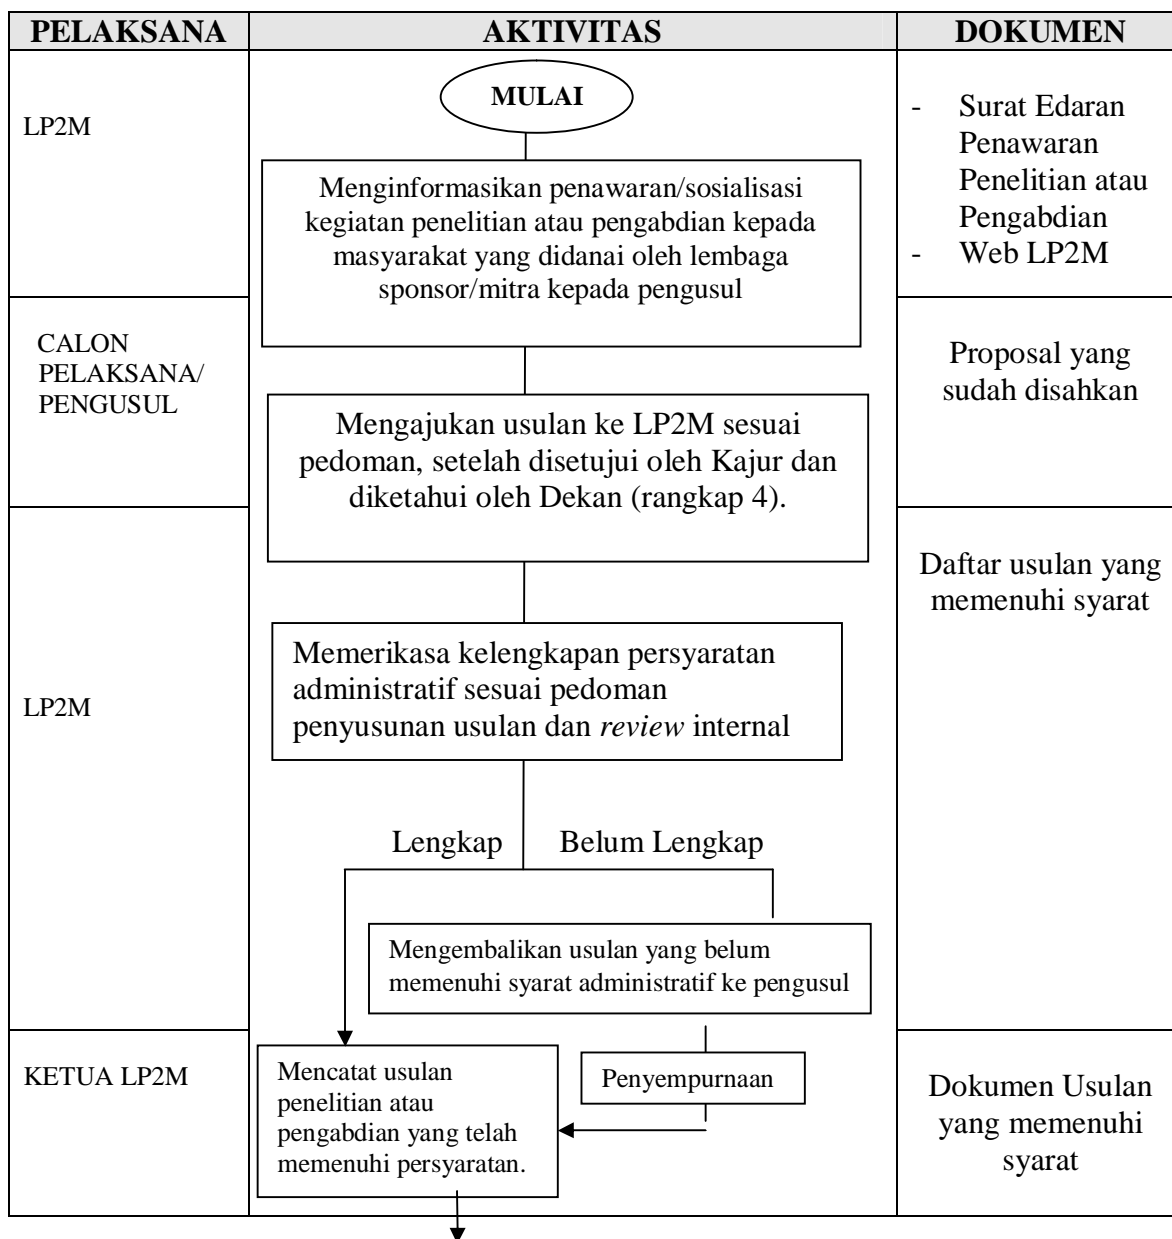 PELAKSANA
AKTIVITAS
DOKUMEN
LP2M
MULAI
Menginformasikan penawaran/sosialisasi
kegiatan penelitian atau pengabdian kepada
masyarakat yang didanai oleh lembaga
sponsor/mitra kepada pengusul
- Surat Edaran
Penawaran
Penelitian atau
Pengabdian
- Web LP2M
CALON
PELAKSANA/
PENGUSUL
Mengajukan usulan ke LP2M sesuai
pedoman, setelah disetujui oleh Kajur dan
diketahui oleh Dekan (rangkap 4).
Proposal yang
sudah disahkan
LP2M
Memerikasa kelengkapan persyaratan
administratif sesuai pedoman
penyusunan usulan dan review internal
Lengkap
Belum Lengkap
Mengembalikan usulan yang belum
memenuhi syarat administratif ke pengusul
Daftar usulan yang
memenuhi syarat
KETUA LP2M
Mencatat usulan
penelitian atau
pengabdian yang telah
memenuhi persyaratan.
Penyempurnaan
Dokumen Usulan
yang memenuhi
syarat